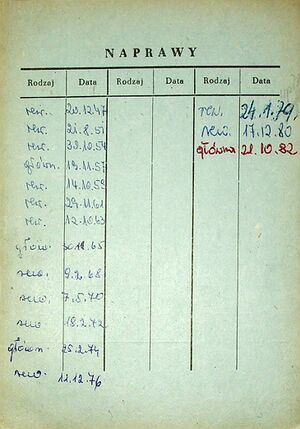 NAPRAWY
Rodzaj Data Rodzaj Data Rodzaj Data
rew. 20.12.47
rew. 21.8.51
rew. 30.10.54
główn. 19.11.57
rew. 14.10.59
rew. 29.11.61
rew. 12.10.63
główn. 65
rew. 9.2.68
rew. 7.5.70
rew 18.2.72
główn. 25.2.74
rew. 11.12.76
rew. 24.1.79.
rew. 17.12.80
główna 21.10.82